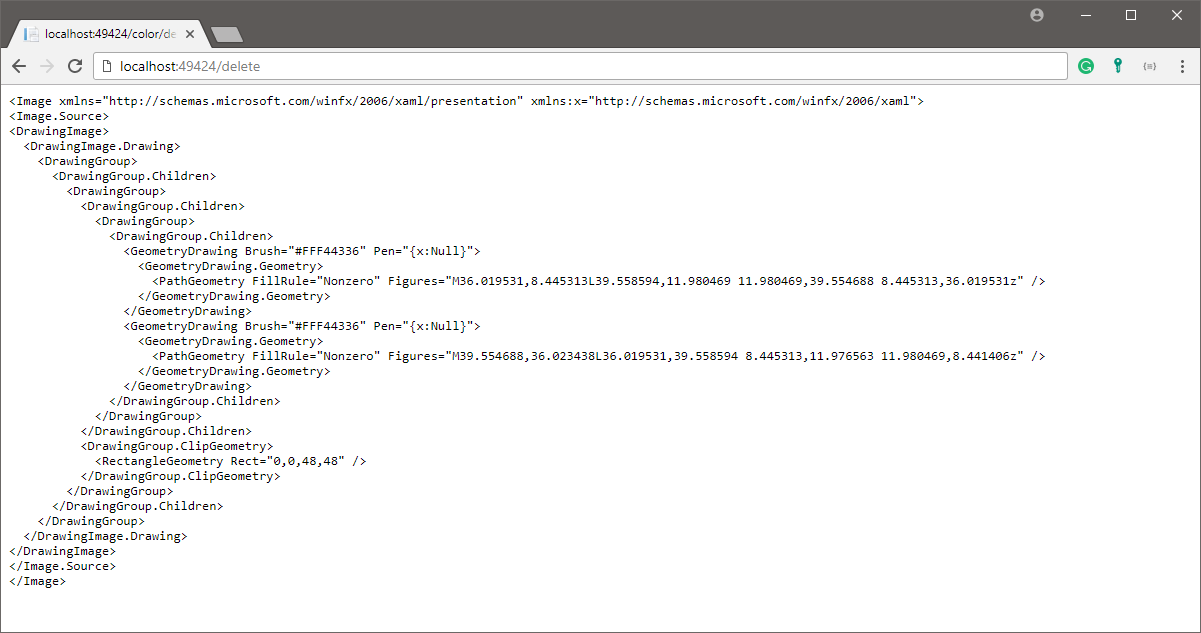 localhost:49424/color/de
localhost:49424/delete
<Image xmlns="http://schemas.microsoft.com/winfx/2006/xaml/presentation" xmlns:x="http://schemas.microsoft.com/winfx/2006/xaml">
<Image.Source>
<DrawingImage>
  <DrawingImage.Drawing>
    <DrawingGroup>
      <DrawingGroup.Children>
        <DrawingGroup>
          <DrawingGroup.Children>
            <DrawingGroup>
              <DrawingGroup.Children>
                <GeometryDrawing Brush="#FFF44336" Pen="{x:Null}">
                  <GeometryDrawing.Geometry>
                    <PathGeometry FillRule="Nonzero" Figures="M36.019531,8.445313L39.558594,11.980469 11.980469,39.554688 8.445313,36.019531z" />
                  </GeometryDrawing.Geometry>
                </GeometryDrawing>
                <GeometryDrawing Brush="#FFF44336" Pen="{x:Null}">
                  <GeometryDrawing.Geometry>
                    <PathGeometry FillRule="Nonzero" Figures="M39.554688,36.023438L36.019531,39.558594 8.445313,11.976563 11.980469,8.441406z" />
                  </GeometryDrawing.Geometry>
                </GeometryDrawing>
              </DrawingGroup.Children>
            </DrawingGroup>
          </DrawingGroup.Children>
          <DrawingGroup.ClipGeometry>
            <RectangleGeometry Rect="0,0,48,48" />
          </DrawingGroup.ClipGeometry>
        </DrawingGroup>
      </DrawingGroup.Children>
    </DrawingGroup>
  </DrawingImage.Drawing>
</DrawingImage>
</Image.Source>
</Image>